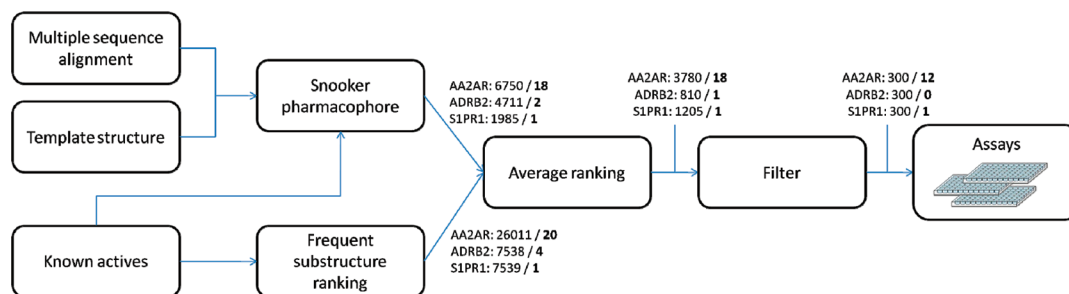 Multiple sequence
alignment
Template structure
Known actives
Snooker
pharmacophore
Frequent
substructure
ranking
AA2AR: 6750 / 18
ADRB2: 4711 / 2
S1PR1: 1985 / 1
AA2AR: 26011 / 20
ADRB2: 7538 / 4
S1PR1: 7539 / 1
Average ranking
AA2AR: 3780 / 18
ADRB2: 810 / 1
S1PR1: 1205 / 1
Filter
AA2AR: 300 / 12
ADRB2: 300 / 0
S1PR1: 300 / 1
Assays